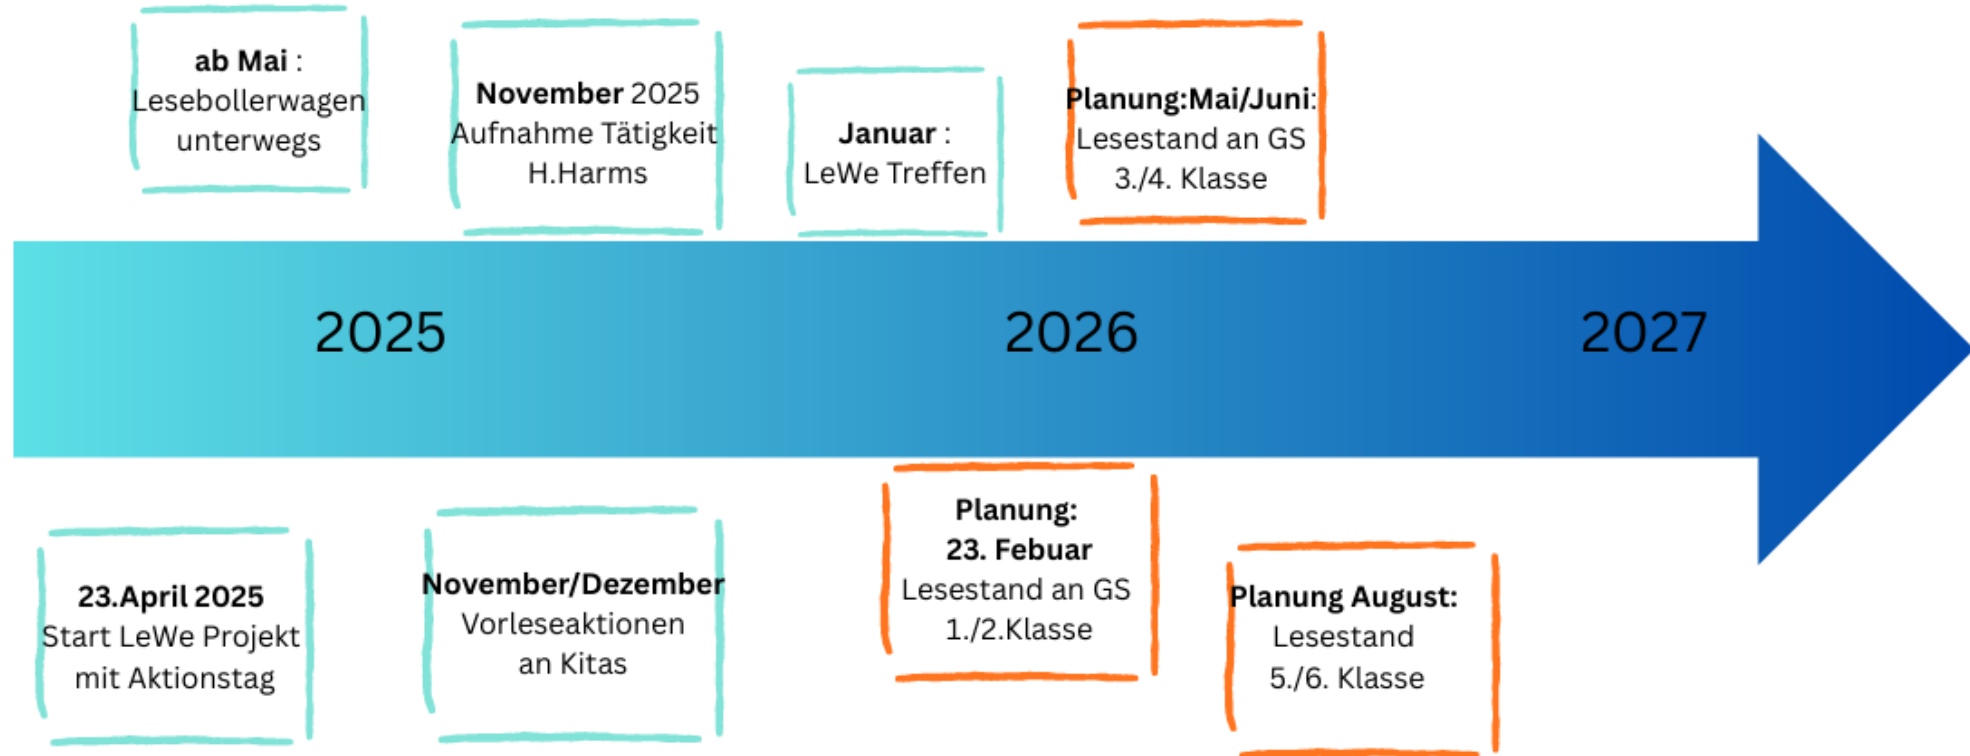 ab Mai :
Lesebollerwagen
unterwegs
November 2025
Aufnahme Tätigkeit
H.Harms
Januar :
LeWe Treffen
Planung:Mai/Juni:
Lesestand an GS
3./4. Klasse
2025
2026
2027
23.April 2025
Start LeWe Projekt
mit Aktionstag
November/Dezember
Vorleseaktionen
an Kitas
Planung:
23. Febuar
Lesestand an GS
1./2.Klasse
Planung August:
Lesestand
5./6. Klasse